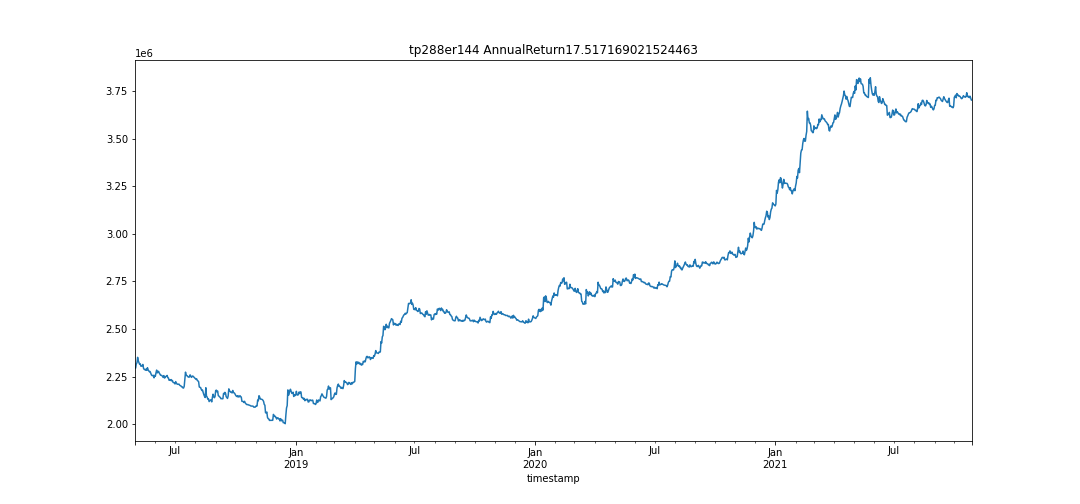 tp288er144 AnnualReturn17.517169021524463
1e6
3.75
3.50
3.25
3.00
2.75
2.50
2.25
2.00
Jul Jan Jul Jan Jul Jan Jul
2019 2020 2021
timestamp